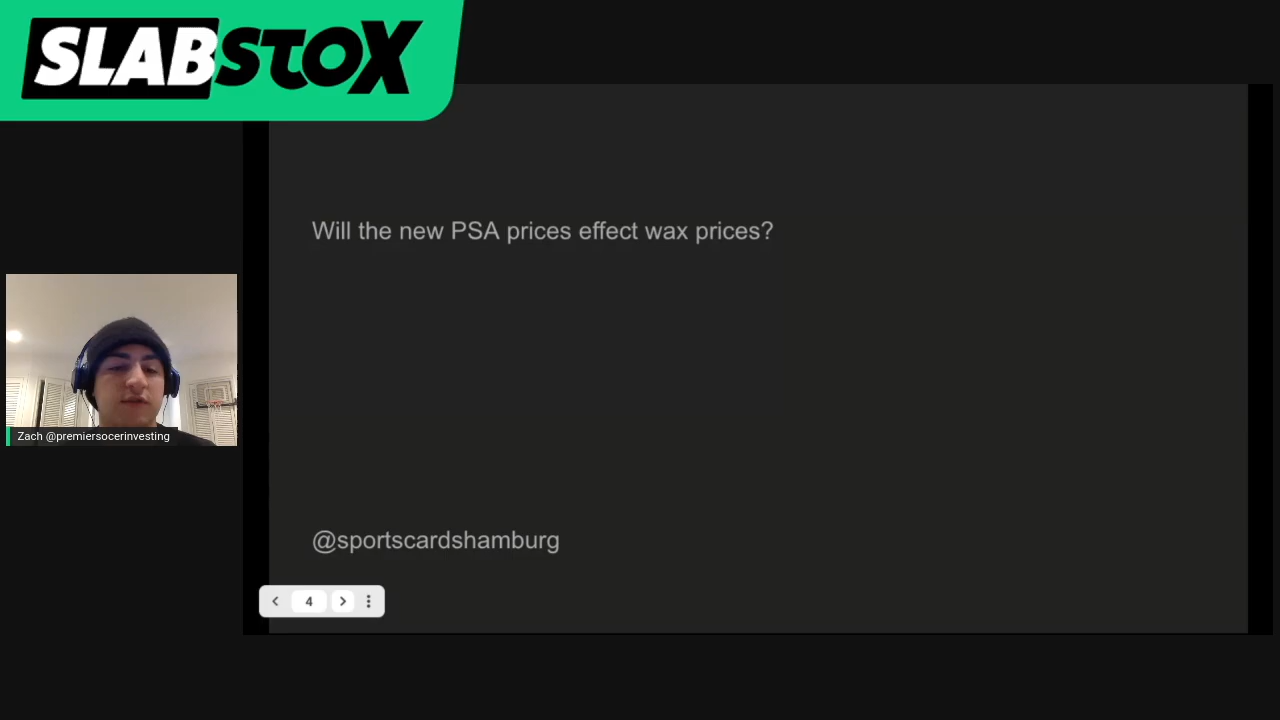 SLABSTOX
Will the new PSA prices effect wax prices?
Zach @premiersocerinvesting
@sportscardshamburg
4